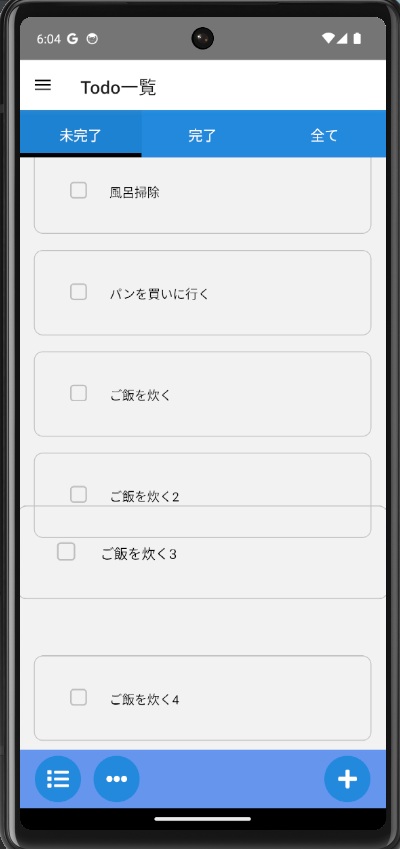 6:04
Todo一覧
未完了 完了 全て
風呂掃除
パンを買いに行く
ご飯を炊く
ご飯を炊く2
ご飯を炊く3
ご飯を炊く4